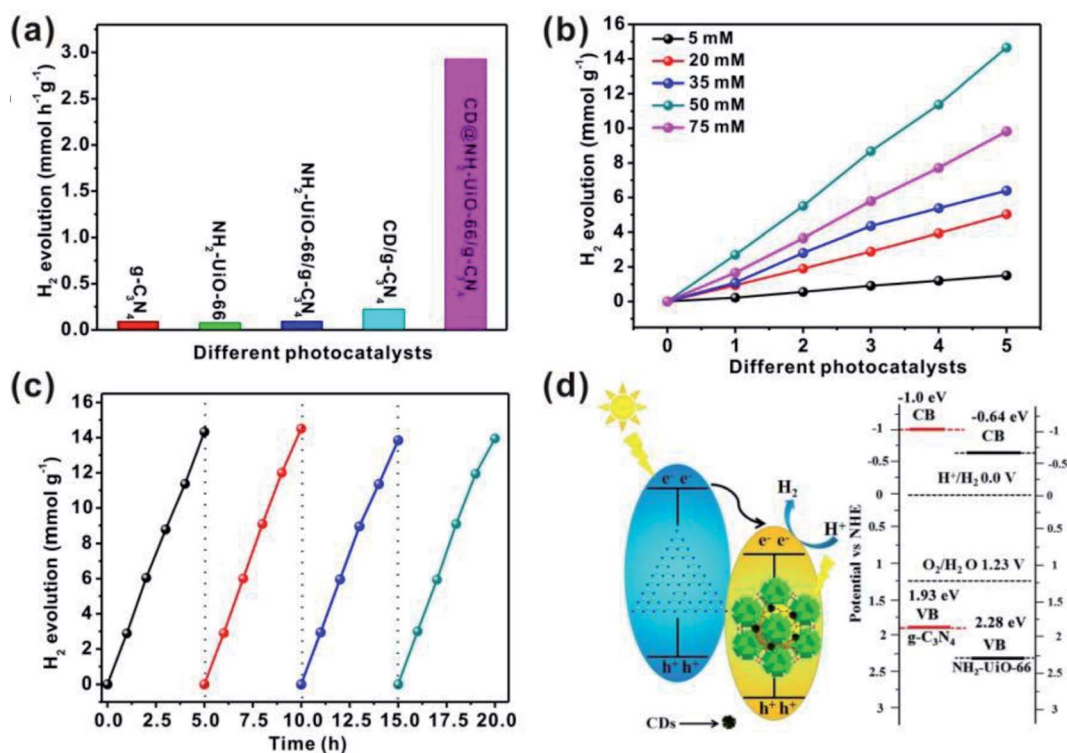 (a)
H₂ evolution (mmol h⁻¹g⁻¹)
3.0
2.5
2.0
1.5
1.0
0.5
0.0
g-C₃N₄
NH₂-UiO-66
NH₂-UiO-66/g-C₃N₄
CD/g-C₃N₄
CD@NH₂-UiO-66/g-C₃N₄
Different photocatalysts
(b)
H₂ evolution (mmol g⁻¹)
16
14
12
10
8
6
4
2
0
5 mM
20 mM
35 mM
50 mM
75 mM
0 1 2 3 4 5
Different photocatalysts
(c)
H₂ evolution (mmol g⁻¹)
16
14
12
10
8
6
4
2
0
0.0 2.5 5.0 7.5 10.0 12.5 15.0 17.5 20.0
Time (h)
(d)
e⁻ e⁻
h⁺ h⁺
e⁻ e⁻
h⁺ h⁺
H₂
H⁺
CDs
Potential vs NHE
-1
-0.5
0
0.5
1
1.5
2
2.5
3
-1.0 eV
CB
-0.64 eV
CB
H⁺/H₂ 0.0 V
O₂/H₂O 1.23 V
1.93 eV
VB
g-C₃N₄
2.28 eV
VB
NH₂-UiO-66
-1
-0.5
0
0.5
1
1.5
2
2.5
3